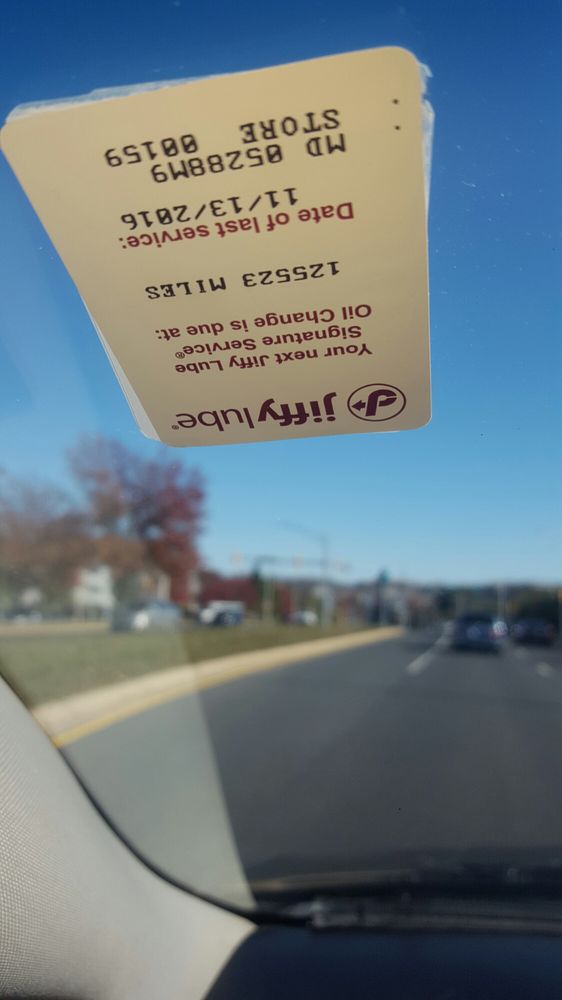 jiffy lube®
Your next Jiffy Lube
Signature Service®
Oil Change is due at:
125523 MILES
Date of last service:
11/13/2016
MD 05288M9
STORE 00159